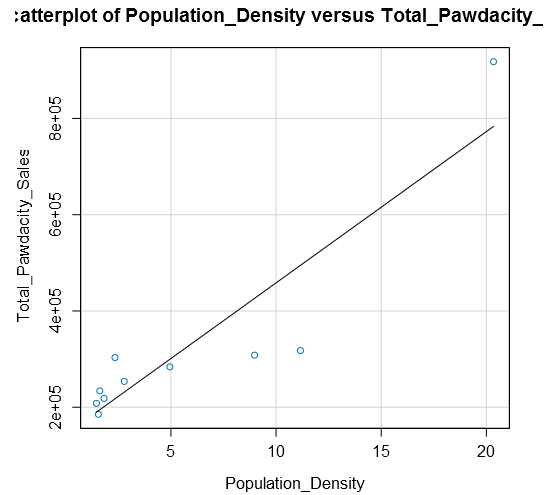 catterplot of Population_Density versus Total_Pawdacity_
8e+05
6e+05
4e+05
2e+05
Total_Pawdacity_Sales
5 10 15 20
Population_Density